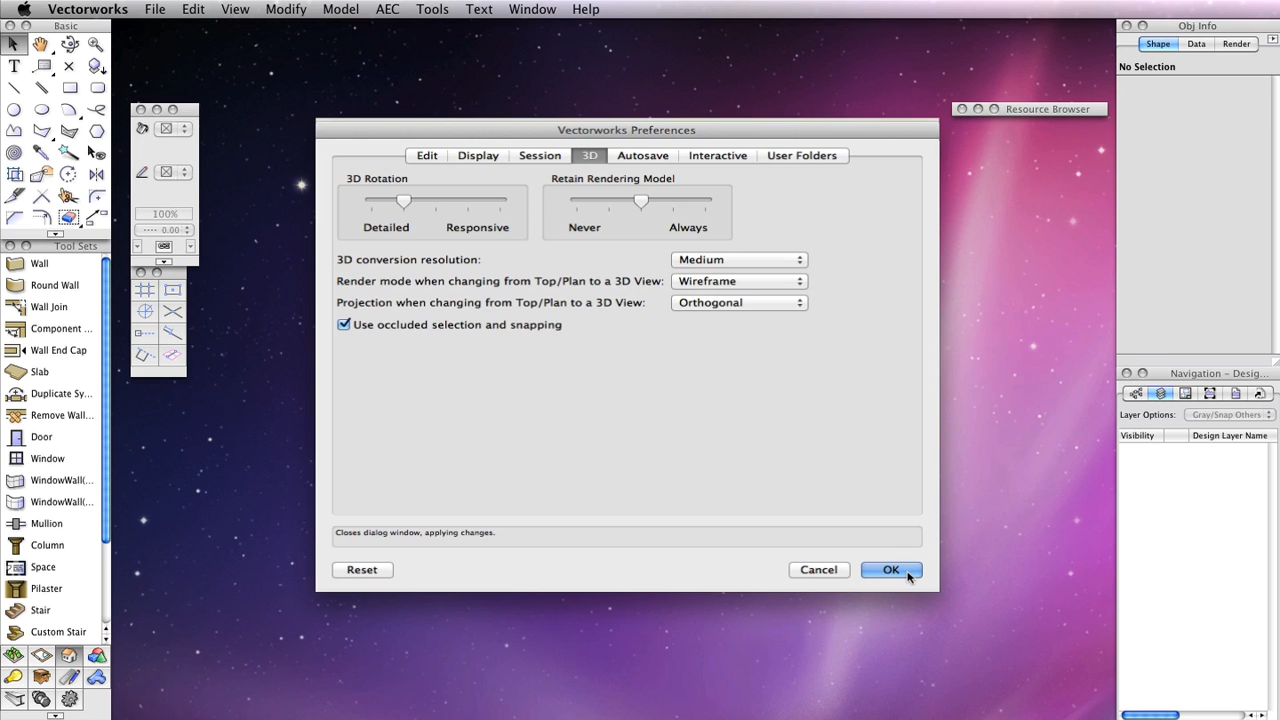 Vectorworks File Edit View Modify Model AEC Tools Text Window Help
Basic
100%
0.00
Tool Sets
Wall
Round Wall
Wall Join
Component ...
Wall End Cap
Slab
Duplicate Sy...
Remove Wall...
Door
Window
WindowWall(...
WindowWall(...
Mullion
Column
Space
Pilaster
Stair
Custom Stair
Vectorworks Preferences
Edit Display Session 3D Autosave Interactive User Folders
3D Rotation
Detailed Responsive
Retain Rendering Model
Never Always
3D conversion resolution: Medium
Render mode when changing from Top/Plan to a 3D View: Wireframe
Projection when changing from Top/Plan to a 3D View: Orthogonal
Use occluded selection and snapping
Closes dialog window, applying changes.
Reset Cancel OK
Resource Browser
Obj Info
Shape Data Render
No Selection
Navigation – Desig...
Layer Options: Gray/Snap Others
Visibility Design Layer Name